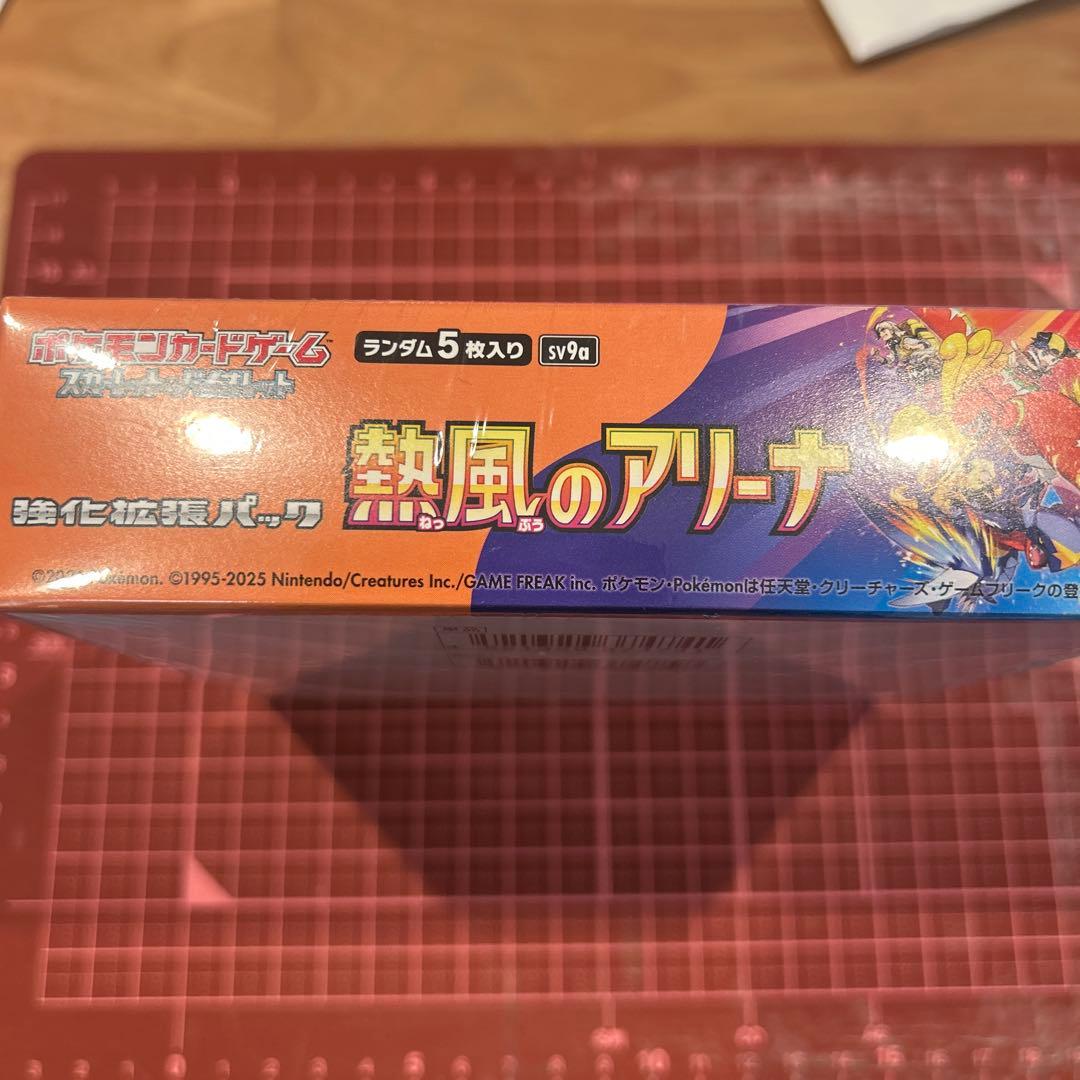 ポケモンカードゲーム
スカーレット&バイオレット
ランダム5枚入り
sv9a
強化拡張パック
熱風のアリーナ
ねっ ぷう
Pokémon. ©1995-2025 Nintendo/Creatures Inc./GAME FREAK inc. ポケモン・Pokémonは任天堂・クリーチャーズ・ゲームフリークの登